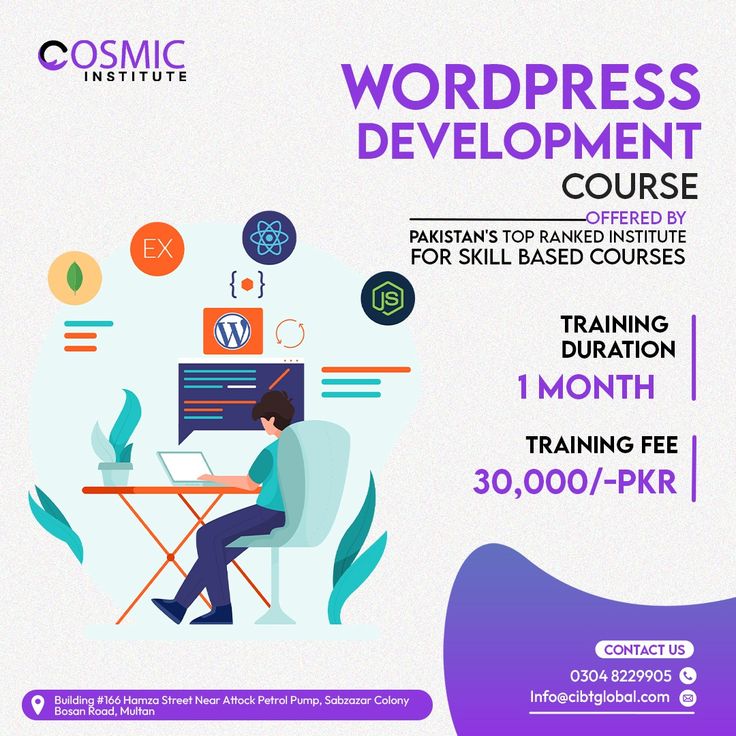 COSMIC
INSTITUTE
WORDPRESS
DEVELOPMENT
COURSE
OFFERED BY
PAKISTAN'S TOP RANKED INSTITUTE
FOR SKILL BASED COURSES
EX
JS
W
TRAINING
DURATION
1 MONTH
TRAINING FEE
30,000/-PKR
CONTACT US
0304 8229905
Info@cibtglobal.com
Building #166 Hamza Street Near Attock Petrol Pump, Sabzazar Colony
Bosan Road, Multan